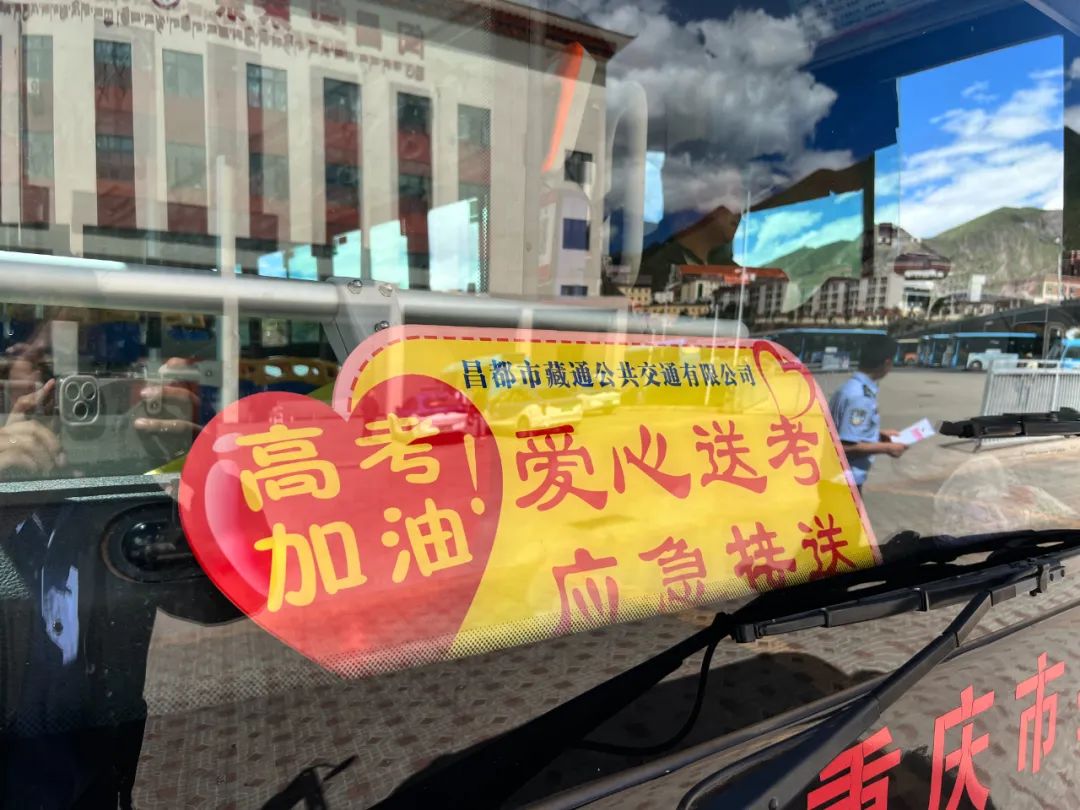 昌都市藏通公共交通有限公司
高考!
加油!
爱心送考
应急接送
重庆市